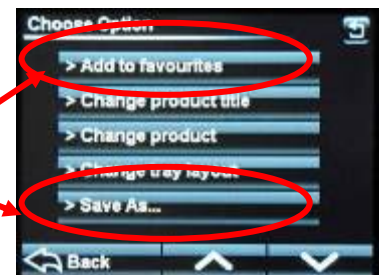 Choose Option
> Add to favourites
> Change product title
> Change product
> Change tray layout
> Save As...
Back